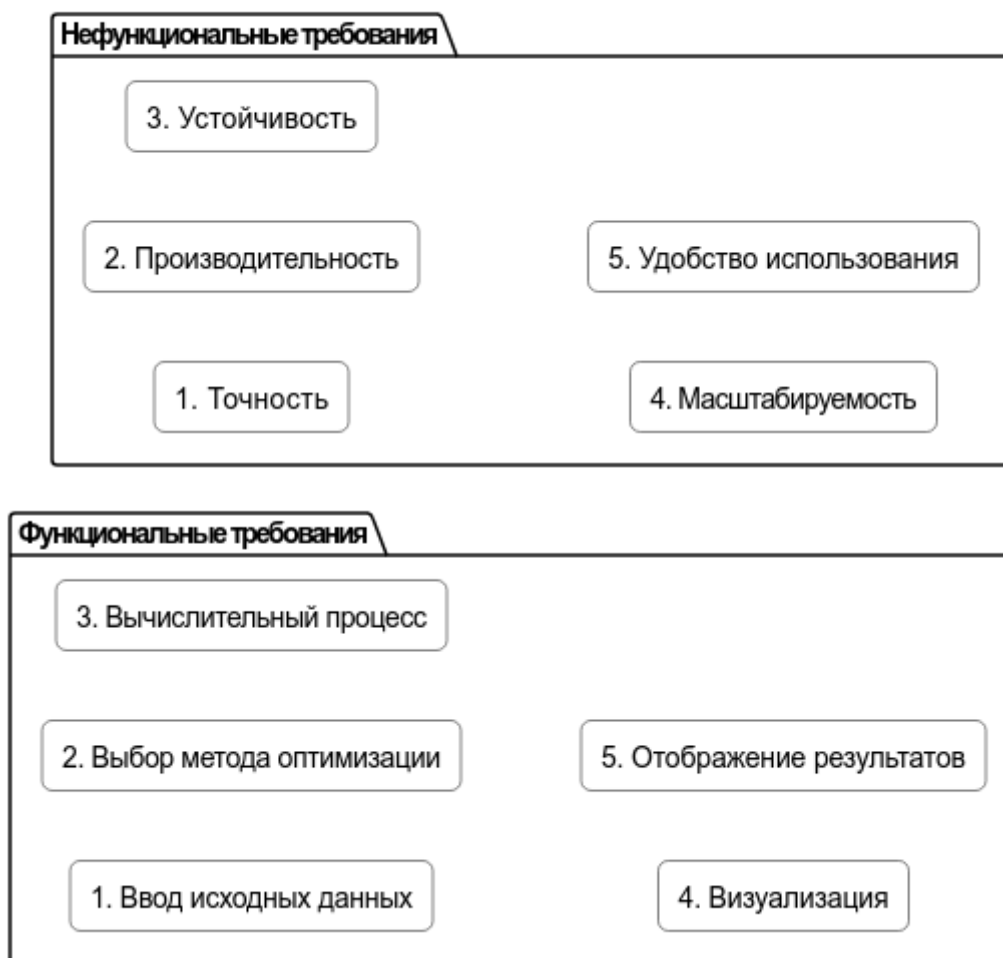 Нефункциональные требования
3. Устойчивость
2. Производительность
5. Удобство использования
1. Точность
4. Масштабируемость
Функциональные требования
3. Вычислительный процесс
2. Выбор метода оптимизации
5. Отображение результатов
1. Ввод исходных данных
4. Визуализация